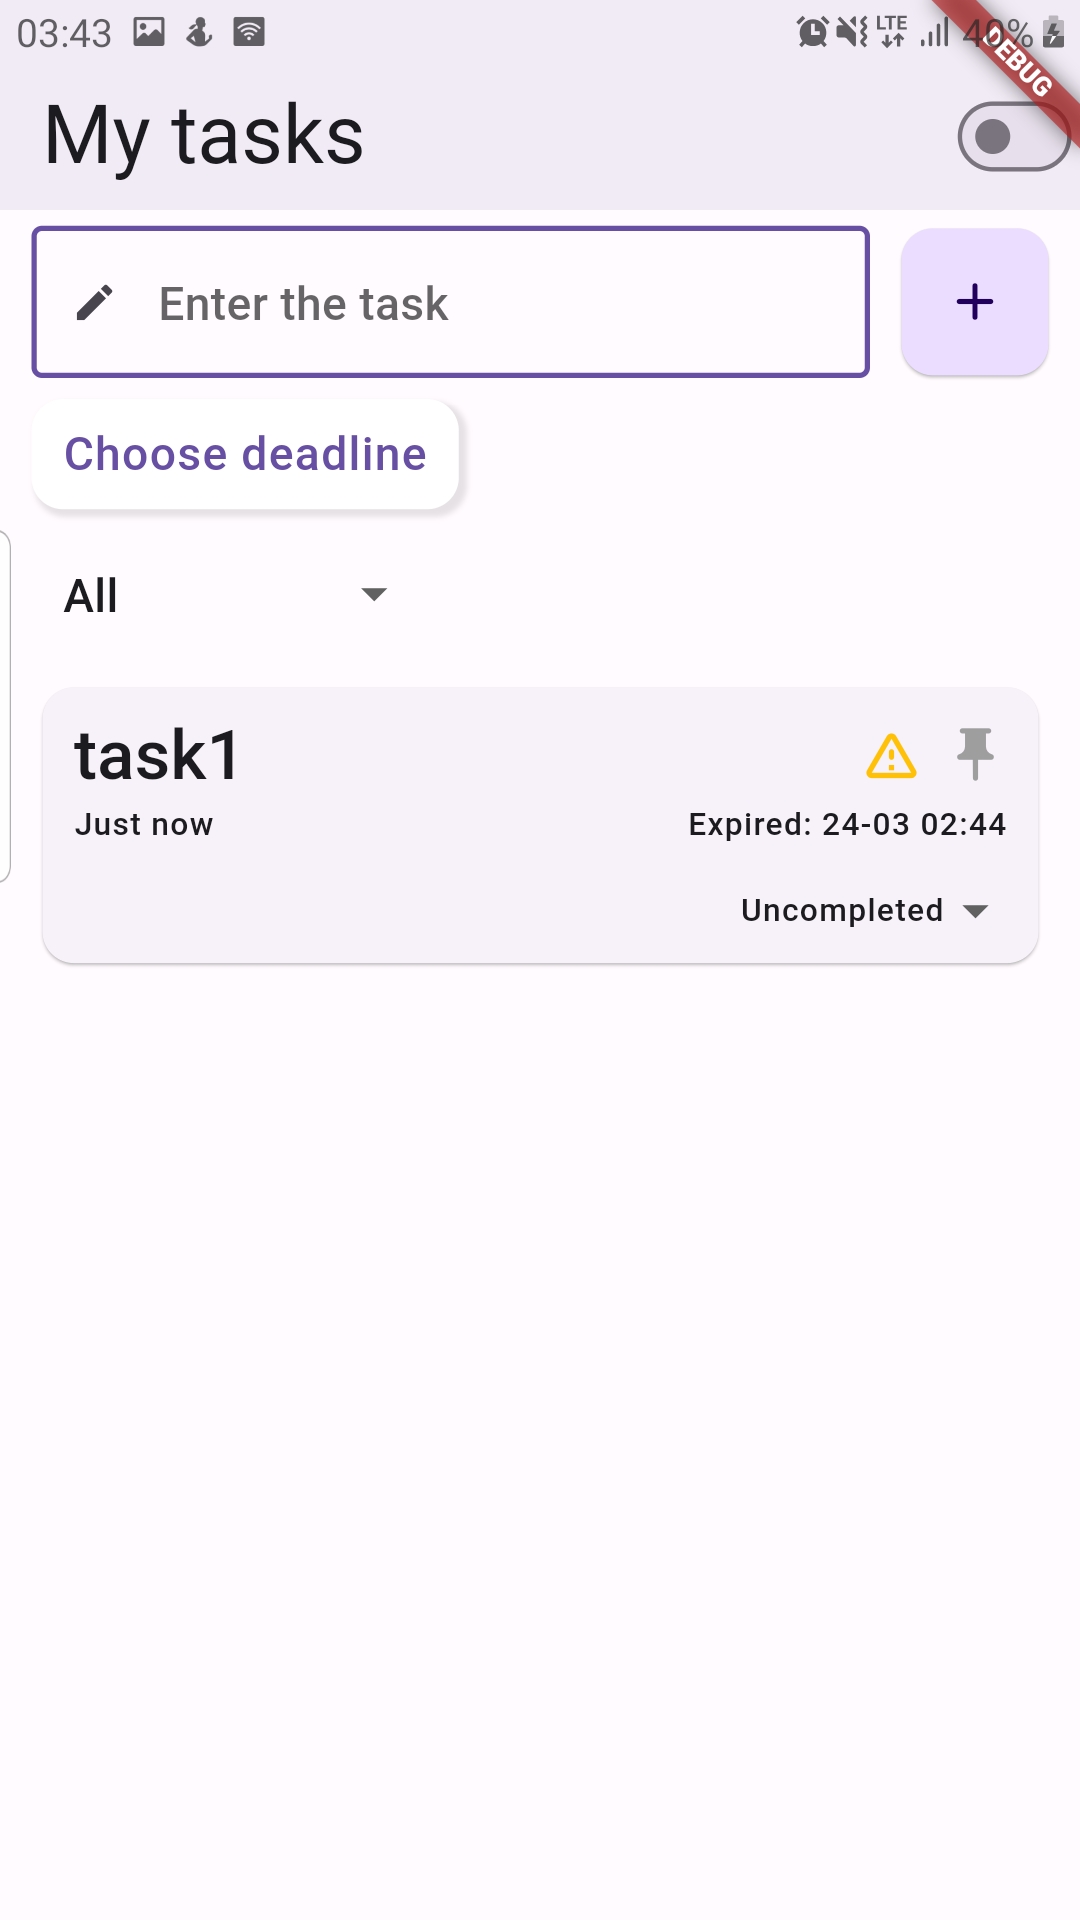 03:43 LTE 40%
DEBUG
My tasks
Enter the task
Choose deadline
All
task1
Just now Expired: 24-03 02:44
Uncompleted